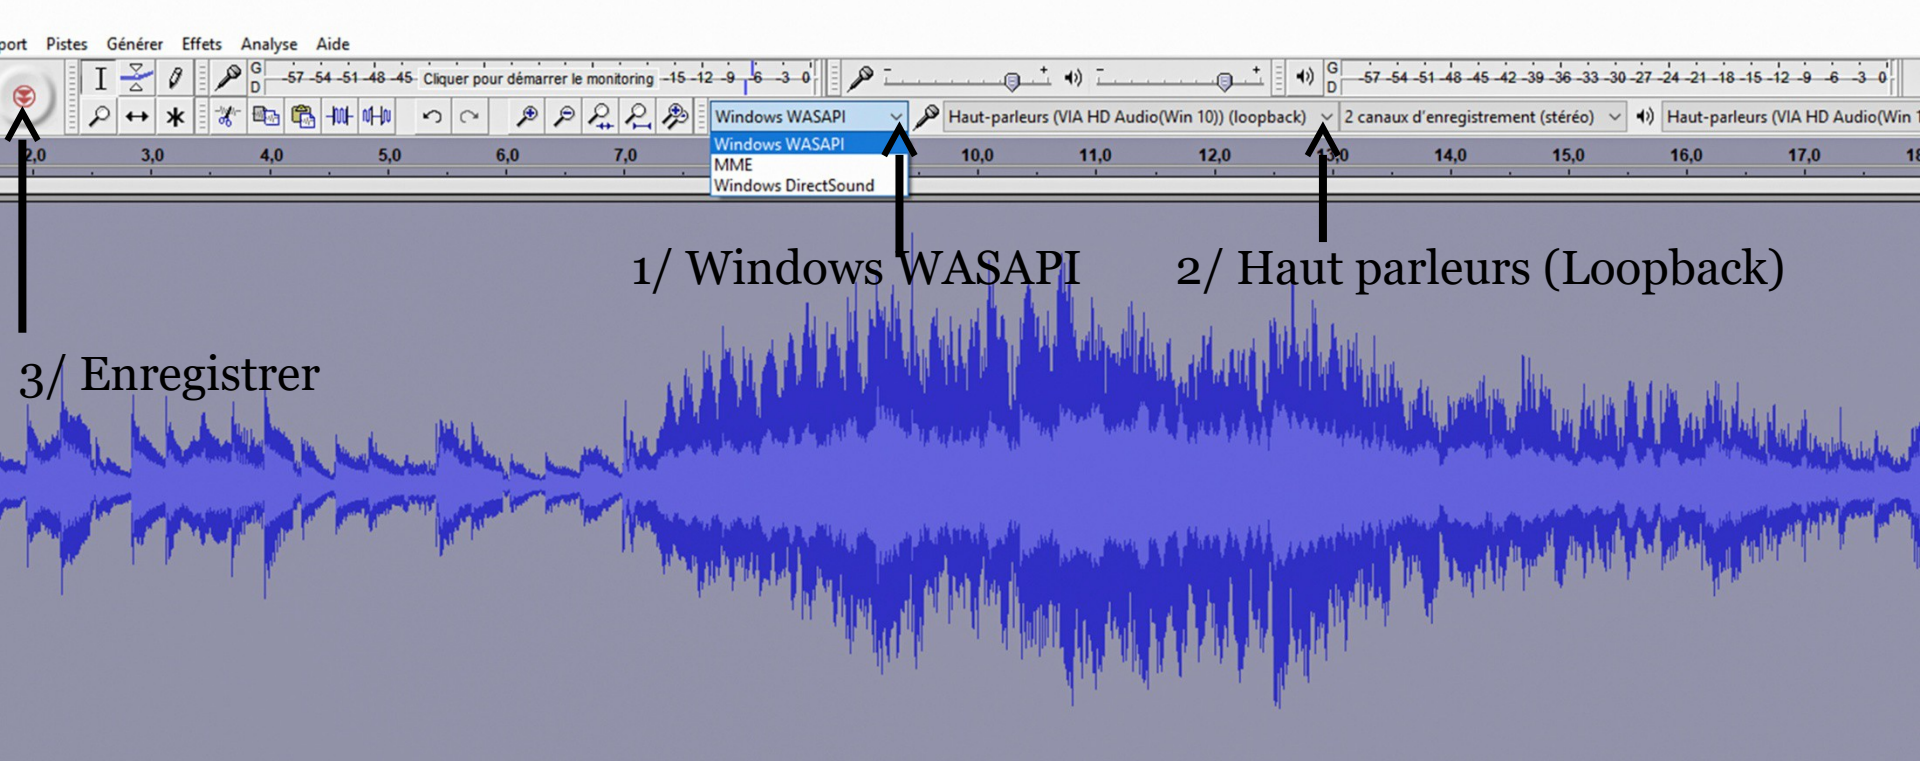 port Pistes Générer Effets Analyse Aide
G D -57 -54 -51 -48 -45 Cliquer pour démarrer le monitoring -15 -12 -9 -6 -3 0 - + - + G D -57 -54 -51 -48 -45 -42 -39 -36 -33 -30 -27 -24 -21 -18 -15 -12 -9 -6 -3 0
Windows WASAPI Haut-parleurs (VIA HD Audio(Win 10)) (loopback) 2 canaux d'enregistrement (stéréo) Haut-parleurs (VIA HD Audio(Win 1
2,0 3,0 4,0 5,0 6,0 7,0 10,0 11,0 12,0 13,0 14,0 15,0 16,0 17,0 18
Windows WASAPI
MME
Windows DirectSound
1/ Windows WASAPI 2/ Haut parleurs (Loopback)
3/ Enregistrer